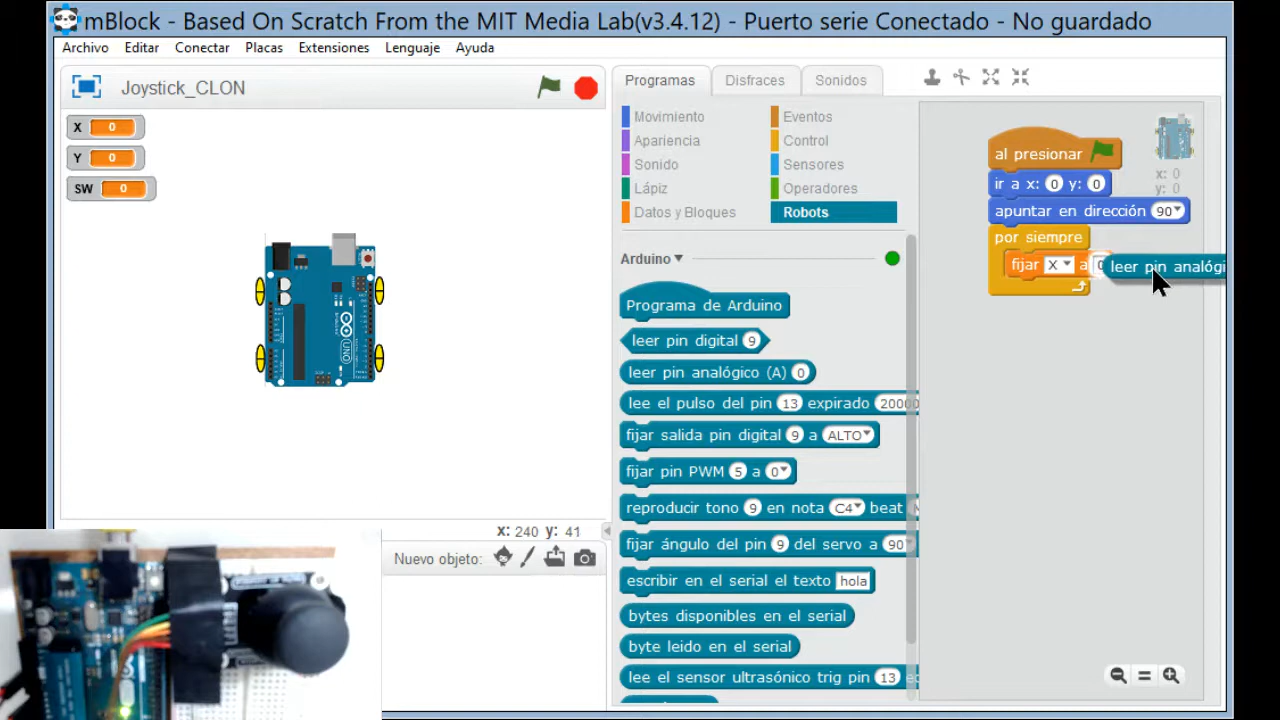 mBlock - Based On Scratch From the MIT Media Lab(v3.4.12) - Puerto serie Conectado - No guardado
Archivo Editar Conectar Placas Extensiones Lenguaje Ayuda
Joystick_CLON
X 0
Y 0
SW 0
UNO
x: 240 y: 41
Nuevo objeto:
Programas Disfraces Sonidos
Movimiento Eventos
Apariencia Control
Sonido Sensores
Lápiz Operadores
Datos y Bloques Robots
Arduino
Programa de Arduino
leer pin digital 9
leer pin analógico (A) 0
lee el pulso del pin 13 expirado 20000
fijar salida pin digital 9 a ALTO
fijar pin PWM 5 a 0
reproducir tono 9 en nota C4 beat
fijar ángulo del pin 9 del servo a 90
escribir en el serial el texto hola
bytes disponibles en el serial
byte leido en el serial
lee el sensor ultrasónico trig pin 13 ec
al presionar
ir a x: 0 y: 0
apuntar en dirección 90
por siempre
fijar X a 0 leer pin analógi
x: 0
y: 0